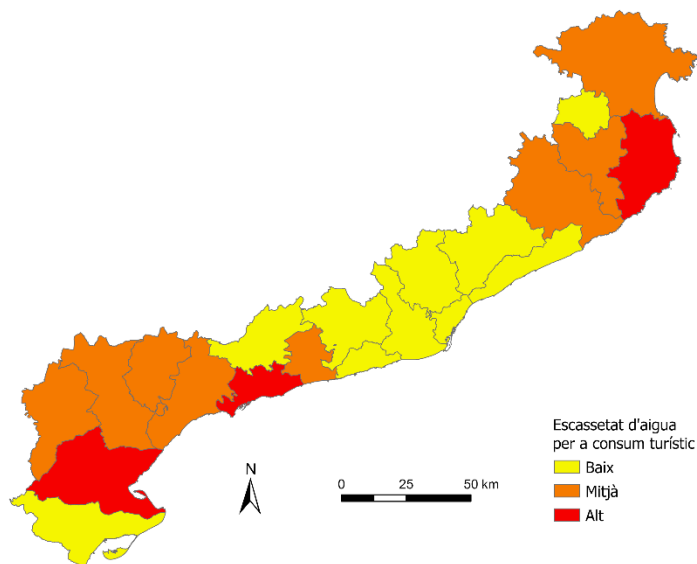 Escassetat d'aigua
per a consum turístic
Baix
Mitjà
Alt
N
0 25 50 km